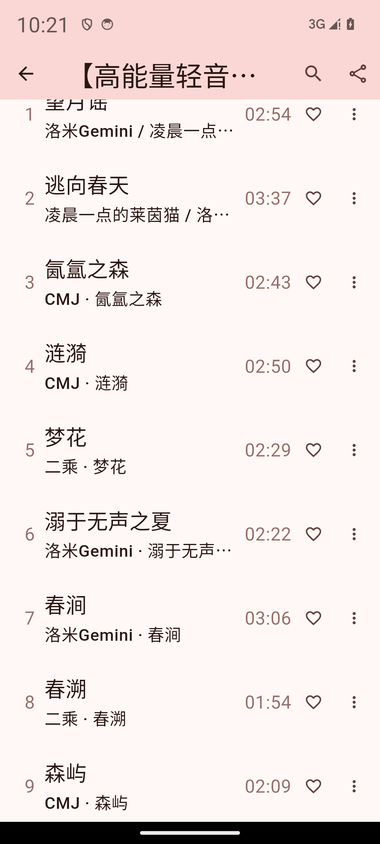 10:21
3G
【高能量轻音…
1
望月谣
02:54
洛米Gemini / 凌晨一点…
2
逃向春天
03:37
凌晨一点的莱茵猫 / 洛…
3
氤氲之森
02:43
CMJ · 氤氲之森
4
涟漪
02:50
CMJ · 涟漪
5
梦花
02:29
二乘 · 梦花
6
溺于无声之夏
02:22
洛米Gemini · 溺于无声…
7
春涧
03:06
洛米Gemini · 春涧
8
春溯
01:54
二乘 · 春溯
9
森屿
02:09
CMJ · 森屿